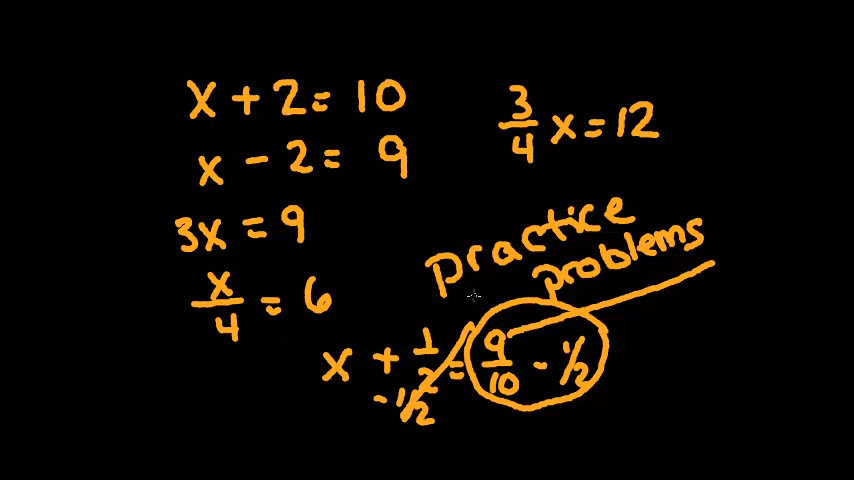 x + 2 = 10
x - 2 = 9
3x = 9
x/4 = 6
3/4 x = 12
practice
problems
x + 1/2 = 9/10 - 1/2
- 1/2